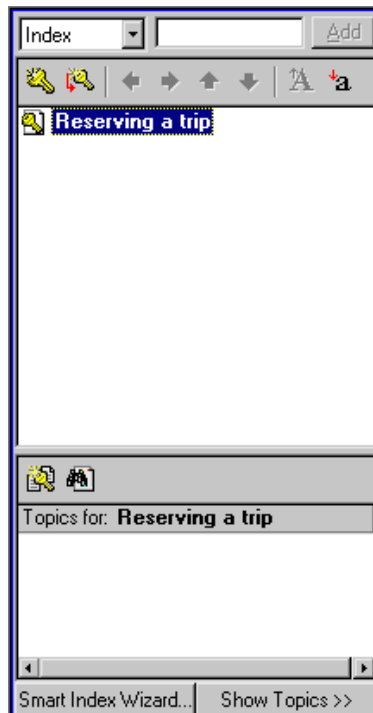 Index Add
A a
Reserving a trip
Topics for: Reserving a trip
Smart Index Wizard... Show Topics >>